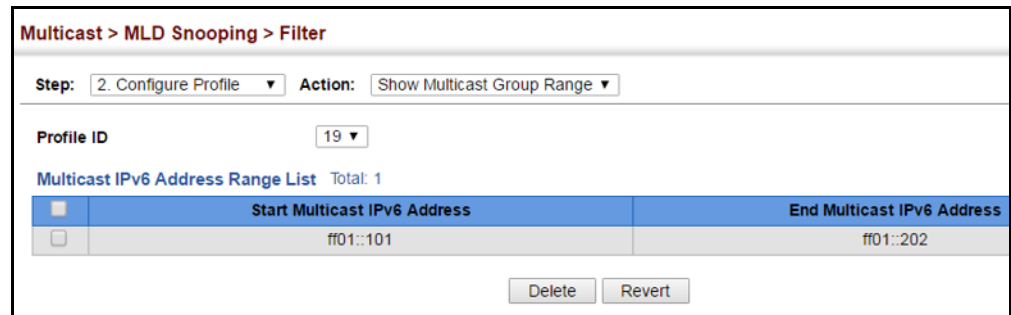 Multicast > MLD Snooping > Filter
Step: 2. Configure Profile Action: Show Multicast Group Range
Profile ID 19
Multicast IPv6 Address Range List Total: 1
Start Multicast IPv6 Address End Multicast IPv6 Address
ff01::101 ff01::202
Delete Revert